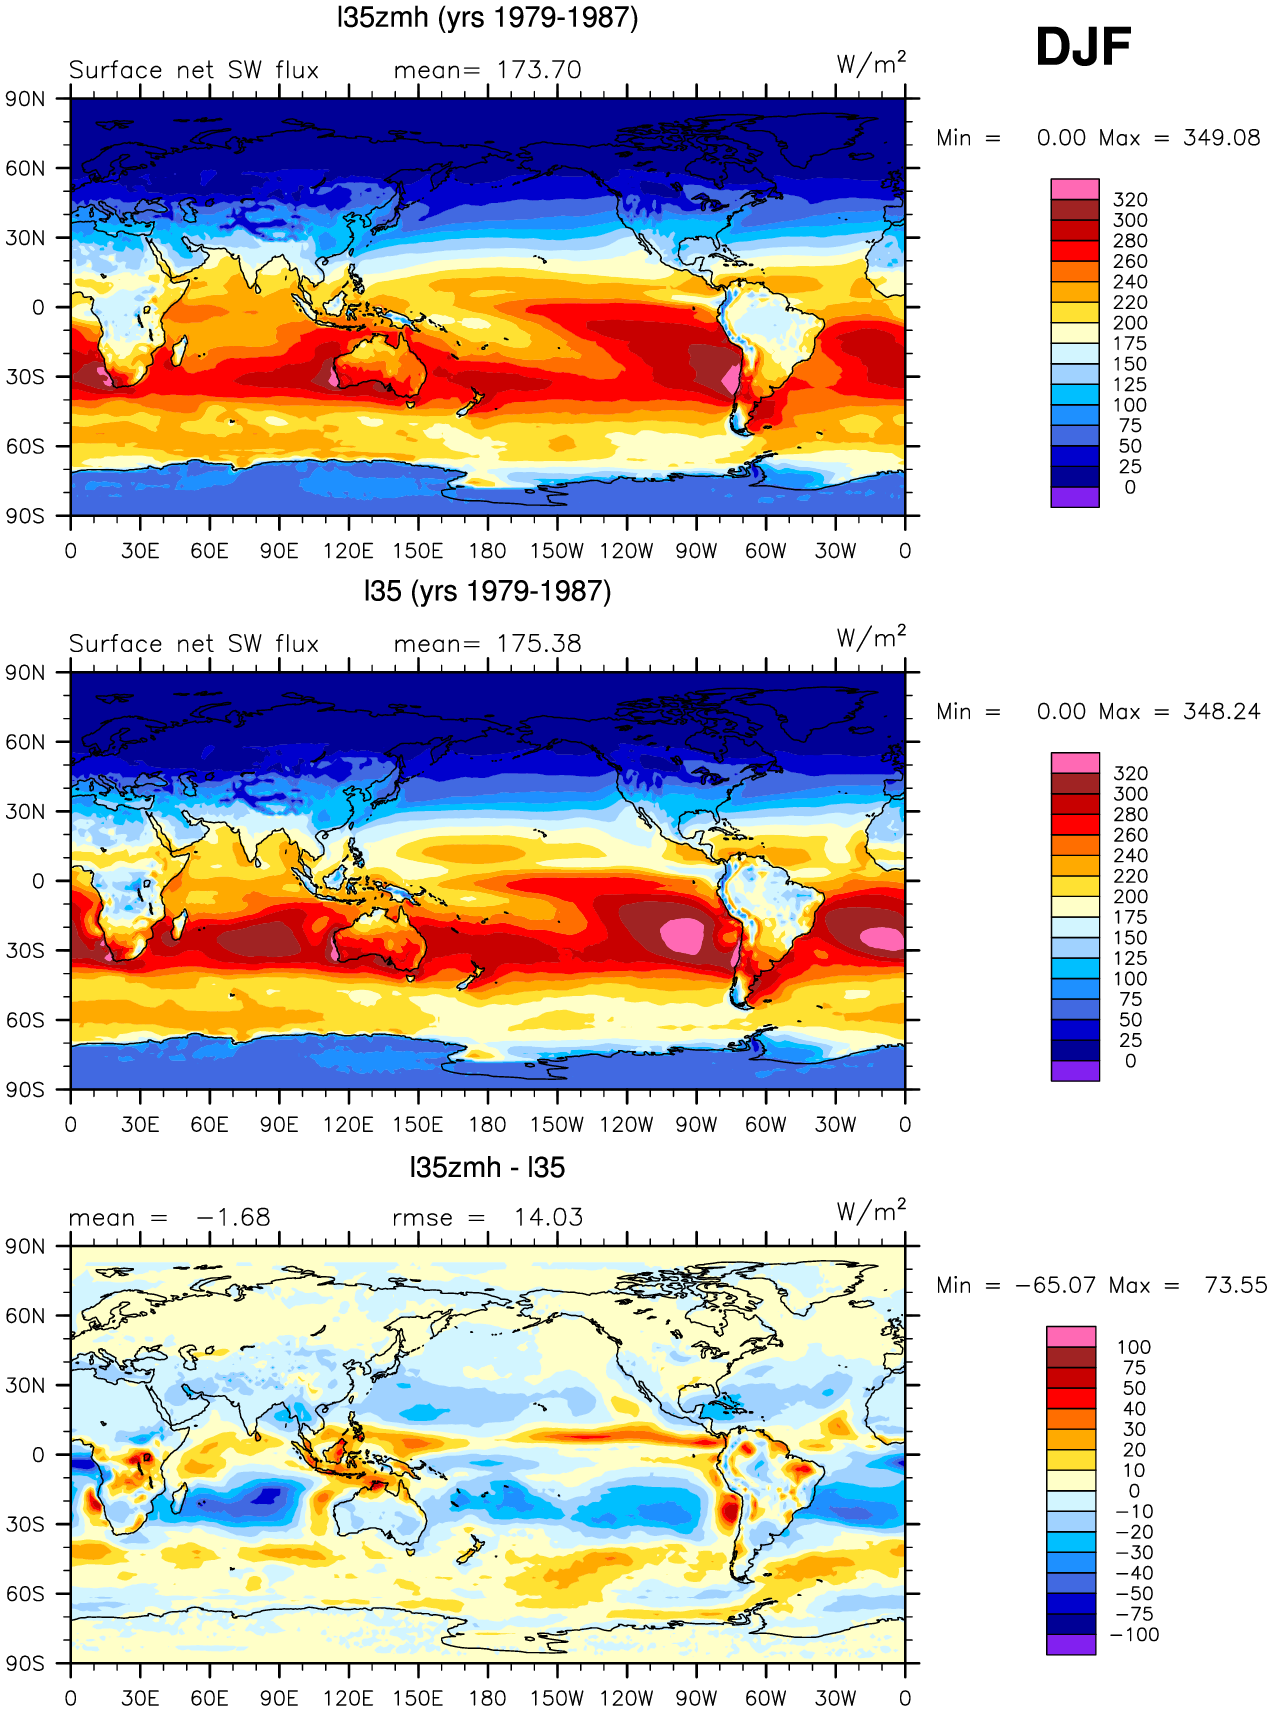 l35zmh (yrs 1979-1987)
DJF
Surface net SW flux mean= 173.70 W/m²
Min = 0.00 Max = 349.08
90N
60N
30N
0
30S
60S
90S
0 30E 60E 90E 120E 150E 180 150W 120W 90W 60W 30W 0
320
300
280
260
240
220
200
175
150
125
100
75
50
25
0
l35 (yrs 1979-1987)
Surface net SW flux mean= 175.38 W/m²
Min = 0.00 Max = 348.24
90N
60N
30N
0
30S
60S
90S
0 30E 60E 90E 120E 150E 180 150W 120W 90W 60W 30W 0
320
300
280
260
240
220
200
175
150
125
100
75
50
25
0
l35zmh - l35
mean = −1.68 rmse = 14.03 W/m²
Min = −65.07 Max = 73.55
90N
60N
30N
0
30S
60S
90S
0 30E 60E 90E 120E 150E 180 150W 120W 90W 60W 30W 0
100
75
50
40
30
20
10
0
−10
−20
−30
−40
−50
−75
−100